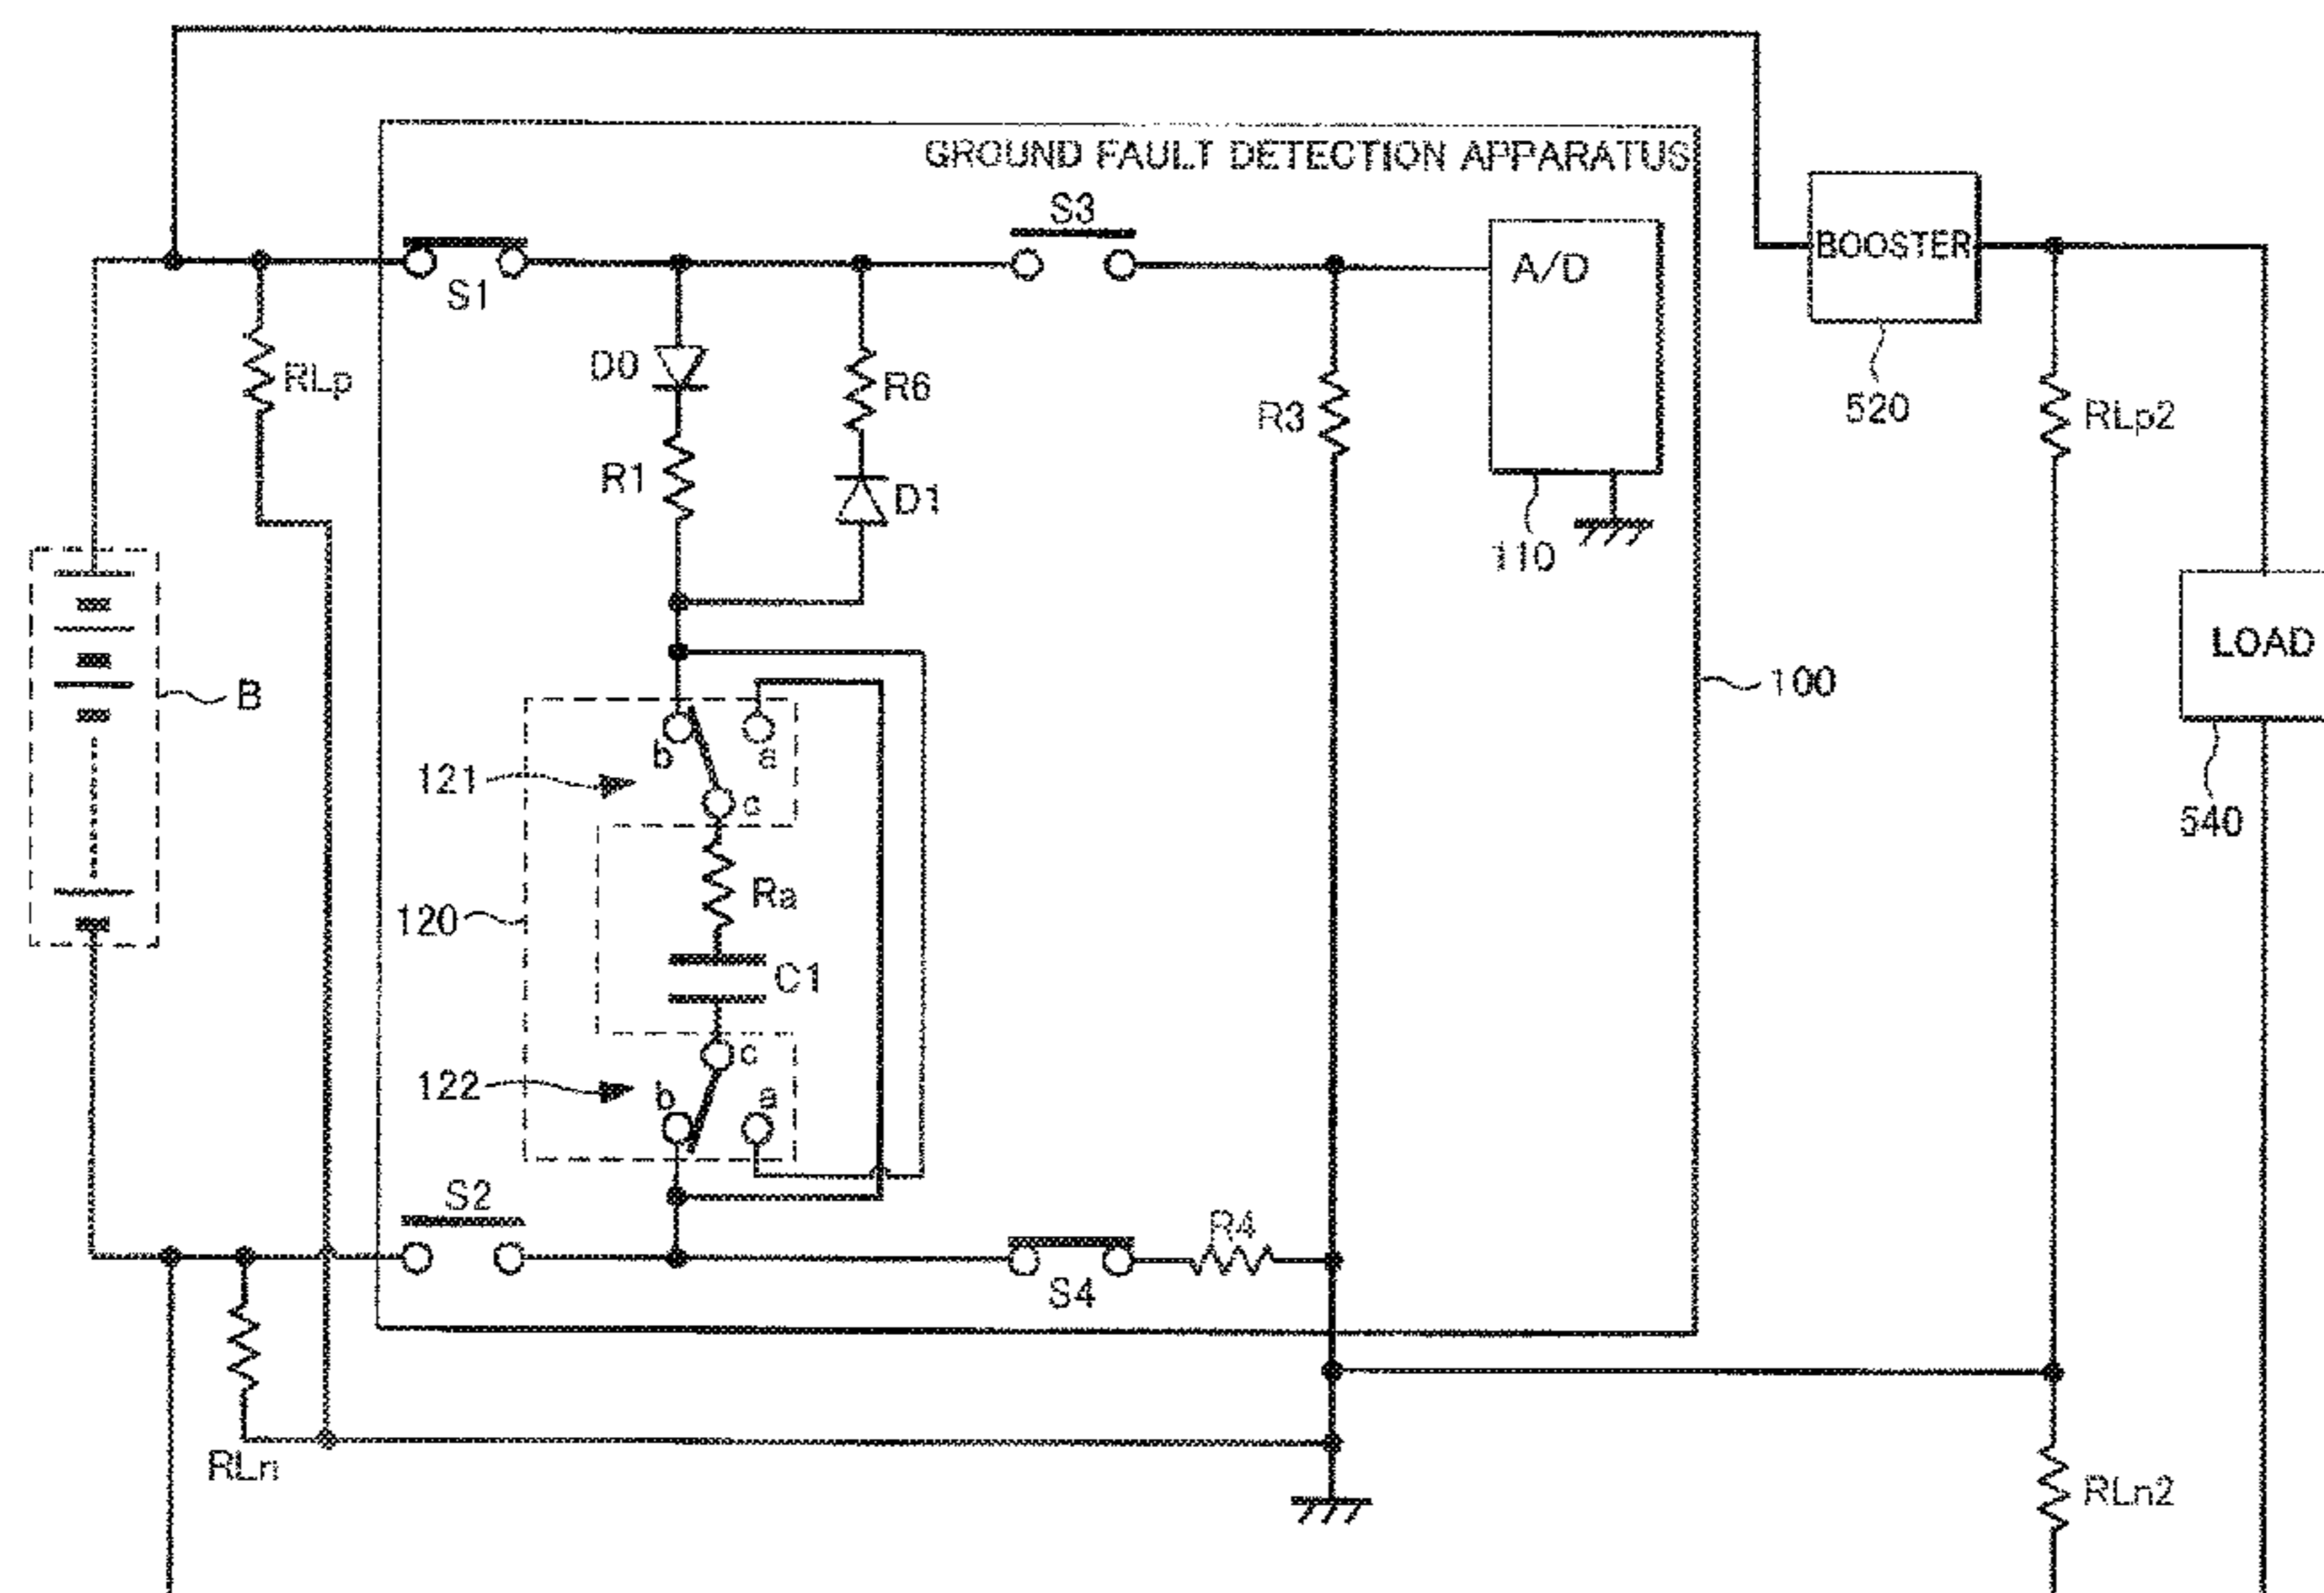 GROUND FAULT DETECTION APPARATUS
S3
S1
A/D
BOOSTER
D0
RLp
R6
R3
520
RLp2
R1
D1
110
LOAD
B
100
b
a
121
c
540
Ra
120
C1
c
122
b
a
S2
R4
S4
RLn
RLn2